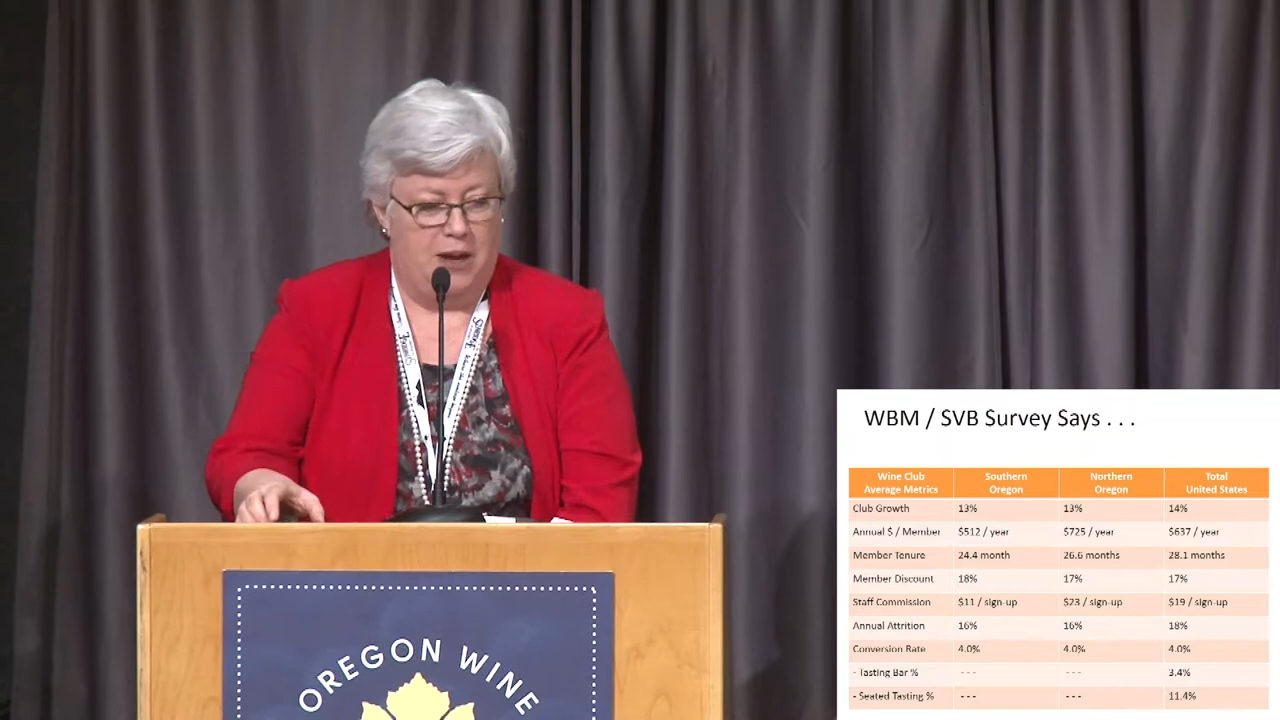 OREGON WINE
WBM / SVB Survey Says . . .
Wine Club Average Metrics Southern Oregon Northern Oregon Total United States
Club Growth 13% 13% 14%
Annual $ / Member $512 / year $725 / year $637 / year
Member Tenure 24.4 month 26.6 months 28.1 months
Member Discount 18% 17% 17%
Staff Commission $11 / sign-up $23 / sign-up $19 / sign-up
Annual Attrition 16% 16% 18%
Conversion Rate 4.0% 4.0% 4.0%
- Tasting Bar % - - - - - - 3.4%
- Seated Tasting % - - - - - - 11.4%